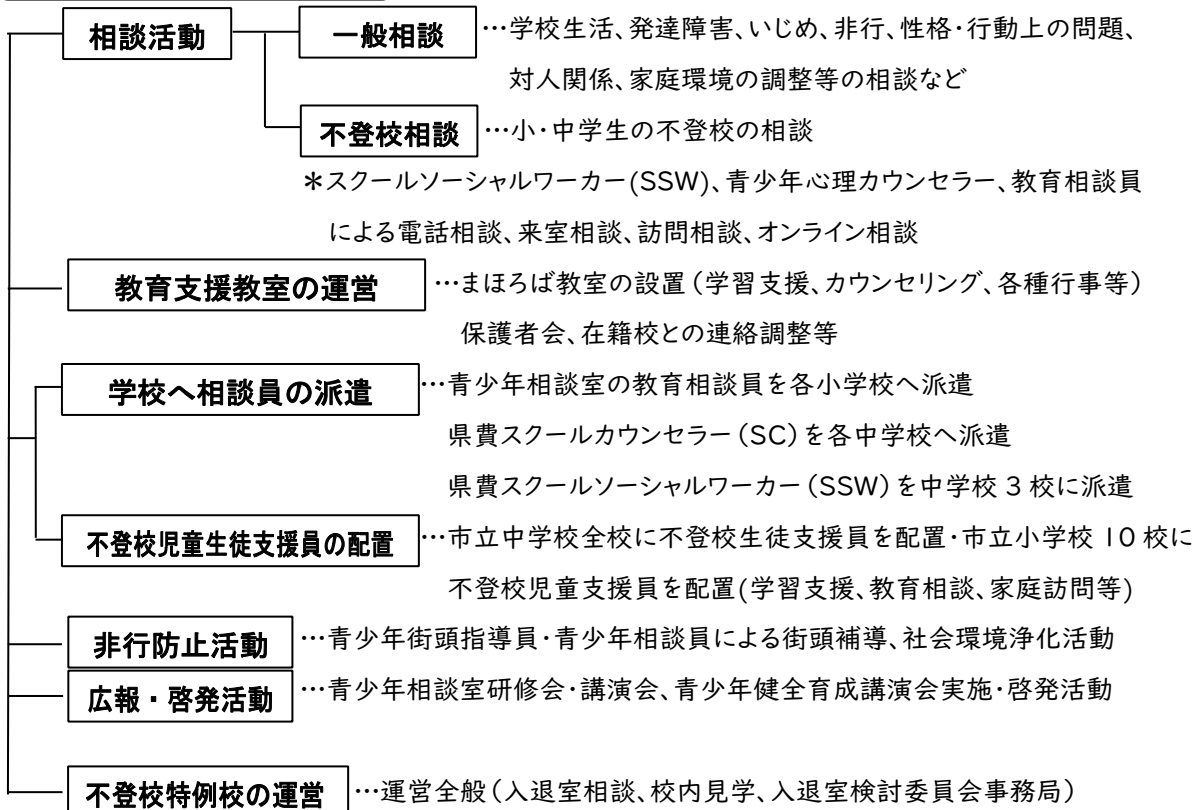 相談活動
一般相談 …学校生活、発達障害、いじめ、非行、性格・行動上の問題、
対人関係、家庭環境の調整等の相談など
不登校相談 …小・中学生の不登校の相談
＊スクールソーシャルワーカー(SSW)、青少年心理カウンセラー、教育相談員
による電話相談、来室相談、訪問相談、オンライン相談
教育支援教室の運営 …まほろば教室の設置（学習支援、カウンセリング、各種行事等）
保護者会、在籍校との連絡調整等
学校へ相談員の派遣 …青少年相談室の教育相談員を各小学校へ派遣
県費スクールカウンセラー（SC）を各中学校へ派遣
県費スクールソーシャルワーカー（SSW）を中学校３校に派遣
不登校児童生徒支援員の配置 …市立中学校全校に不登校生徒支援員を配置・市立小学校 10 校に
不登校児童支援員を配置(学習支援、教育相談、家庭訪問等)
非行防止活動 …青少年街頭指導員・青少年相談員による街頭補導、社会環境浄化活動
広報・啓発活動 …青少年相談室研修会・講演会、青少年健全育成講演会実施・啓発活動
不登校特例校の運営 …運営全般（入退室相談、校内見学、入退室検討委員会事務局）